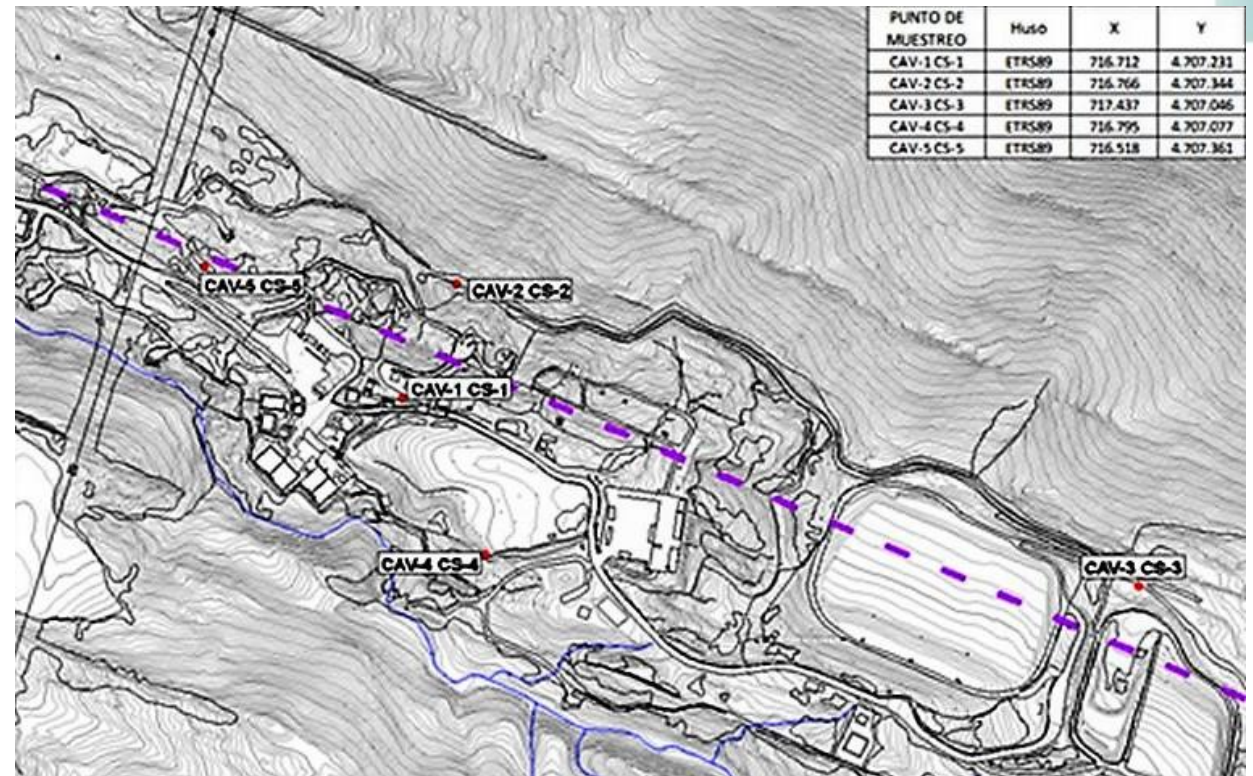 PUNTO DE MUESTREO Huso X Y
CAV-1 CS-1 ETRS89 716.712 4.707.231
CAV-2 CS-2 ETRS89 716.766 4.707.344
CAV-3 CS-3 ETRS89 717.437 4.707.046
CAV-4 CS-4 ETRS89 716.795 4.707.077
CAV-5 CS-5 ETRS89 716.518 4.707.361
CAV-5 CS-5
CAV-2 CS-2
CAV-1 CS-1
CAV-4 CS-4
CAV-3 CS-3